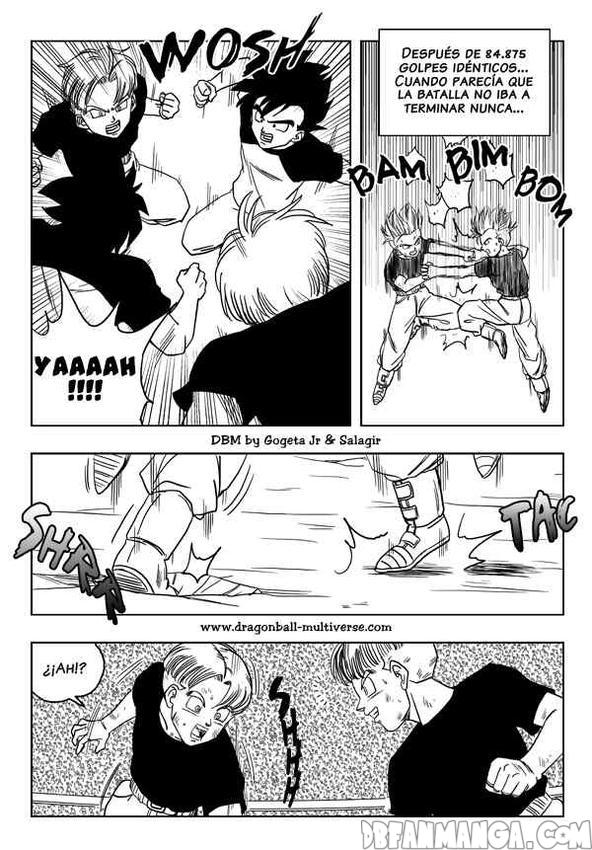 WOSH
DESPUÉS DE 84.875
GOLPES IDÉNTICOS...
CUANDO PARECÍA QUE
LA BATALLA NO IBA A
TERMINAR NUNCA...
BAM BIM
BOM
YAAAAH
!!!!
DBM by Gogeta Jr & Salagir
SHRR
TAC
www.dragonball-multiverse.com
¿¡AH!?
SHHHH
DBFANMANGA.COM